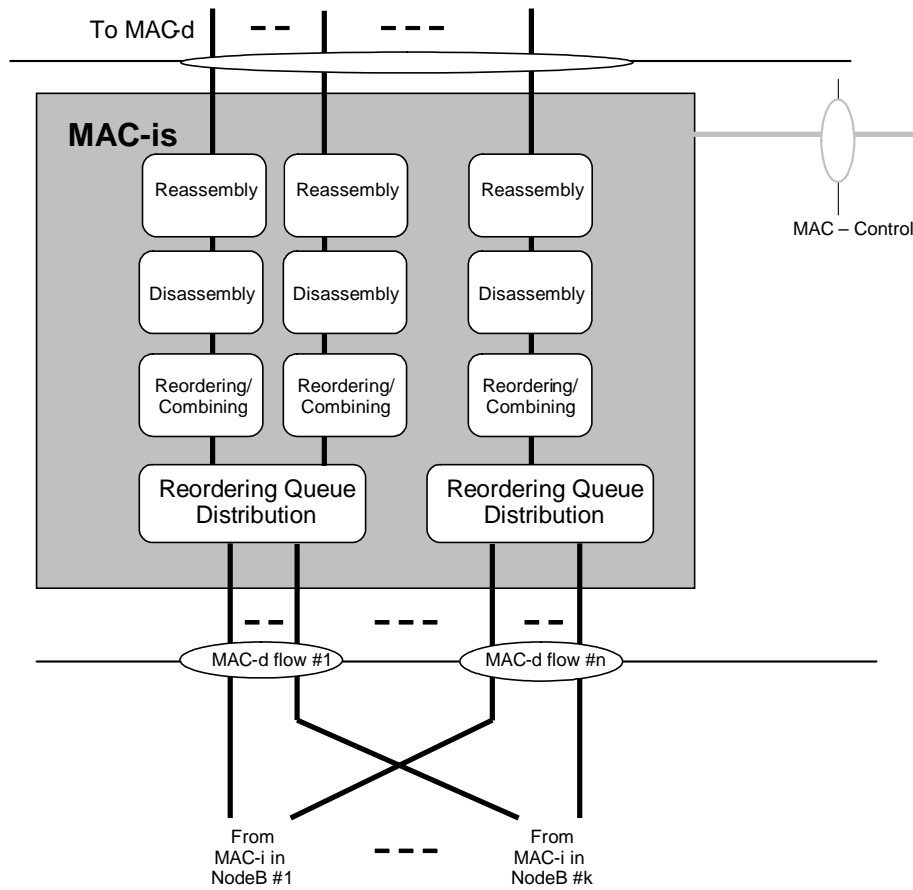 To MAC-d
MAC-is
Reassembly
Reassembly
Reassembly
MAC – Control
Disassembly
Disassembly
Disassembly
Reordering/
Combining
Reordering/
Combining
Reordering/
Combining
Reordering Queue
Distribution
Reordering Queue
Distribution
MAC-d flow #1
MAC-d flow #n
From
MAC-i in
NodeB #1
From
MAC-i in
NodeB #k